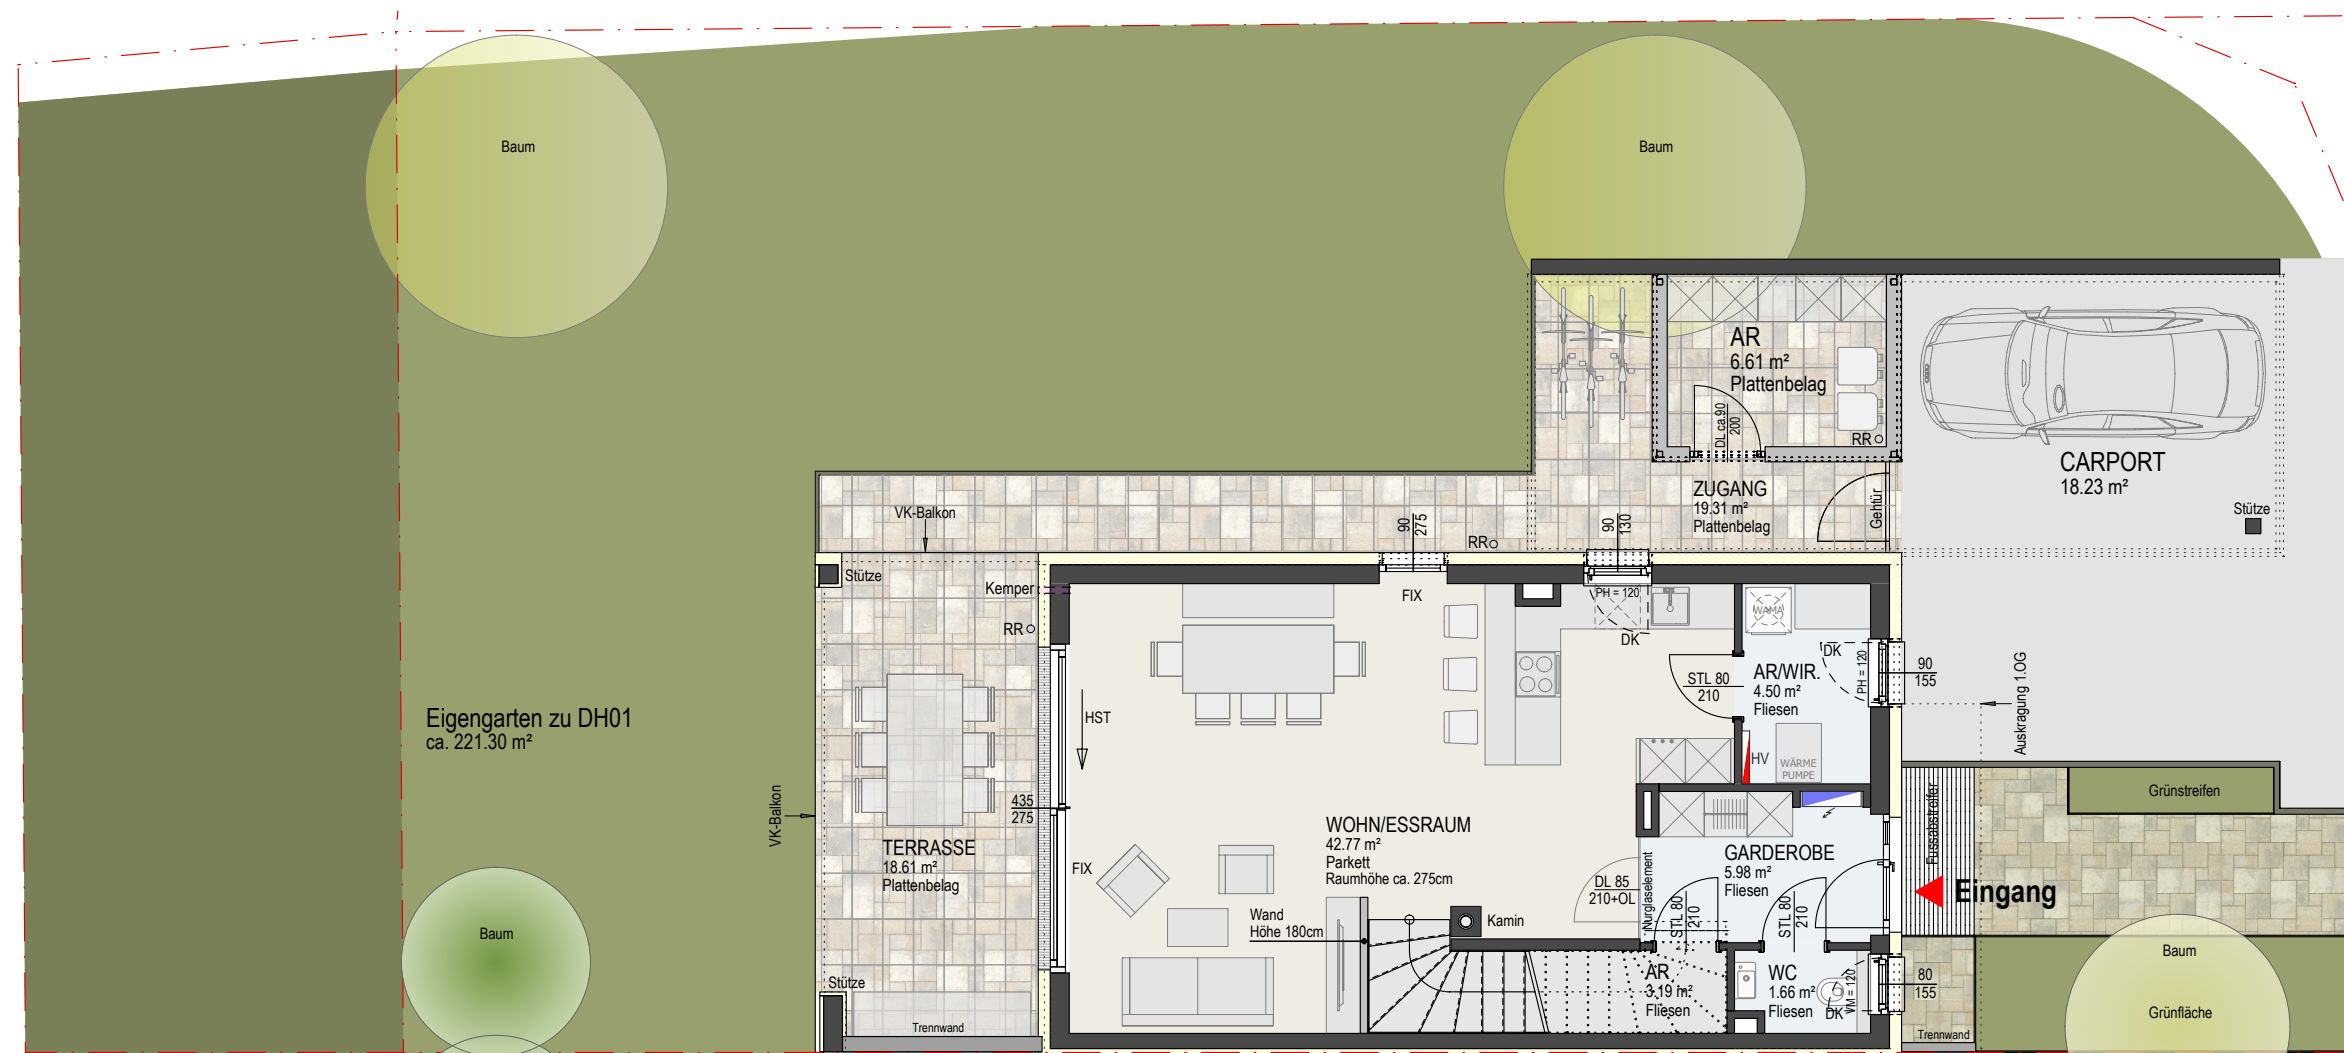 Baum
Baum
AR
6.61 m²
Plattenbelag
DL ca.90
200
RR
CARPORT
18.23 m²
Stütze
ZUGANG
19.31 m²
Plattenbelag
Gehtür
VK-Balkon
90
275
RR
90
130
Stütze
Kemper
RR
FIX
PH = 120
DK
WAMA
DK
PH = 120
90
155
STL 80
210
AR/WIR.
4.50 m²
Fliesen
HV
WÄRME
PUMPE
Auskragung 1.OG
Eigengarten zu DH01
ca. 221.30 m²
HST
435
275
VK-Balkon
TERRASSE
18.61 m²
Plattenbelag
FIX
WOHN/ESSRAUM
42.77 m²
Parkett
Raumhöhe ca. 275cm
Grünstreifen
Fussabstreifer
GARDEROBE
5.98 m²
Fliesen
DL 85
210+OL
Nurglaselement
STL 80
210
STL 80
210
Eingang
Wand
Höhe 180cm
Kamin
Baum
Stütze
Trennwand
AR
3.19 m²
Fliesen
WC
1.66 m²
Fliesen
VM = 120
DK
80
155
Baum
Grünfläche
Trennwand